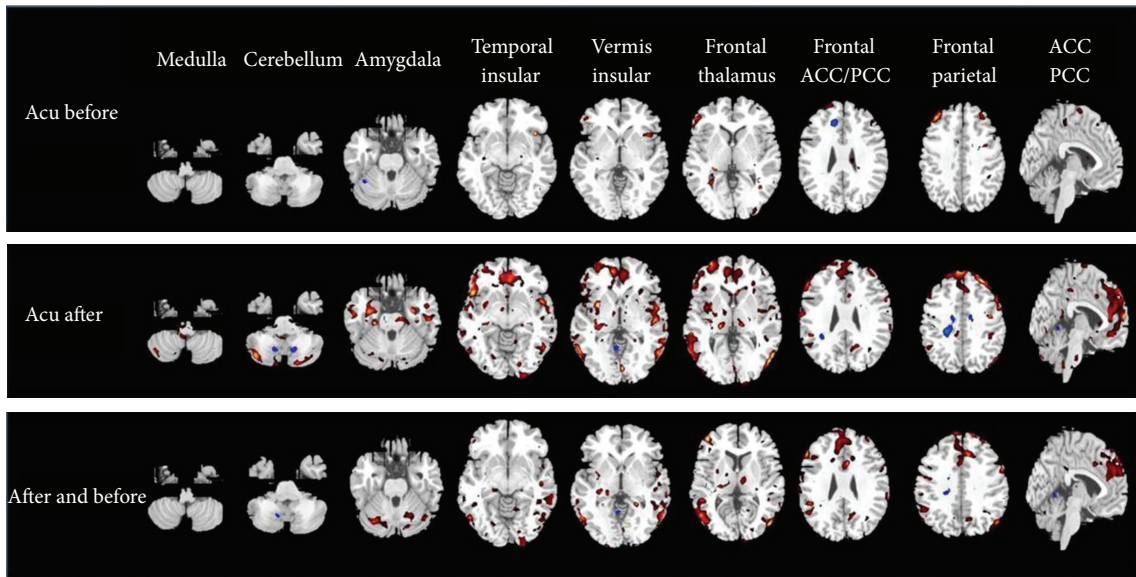 Medulla
Cerebellum
Amygdala
Temporal
insular
Vermis
insular
Frontal
thalamus
Frontal
ACC/PCC
Frontal
parietal
ACC
PCC
Acu before
Acu after
After and before